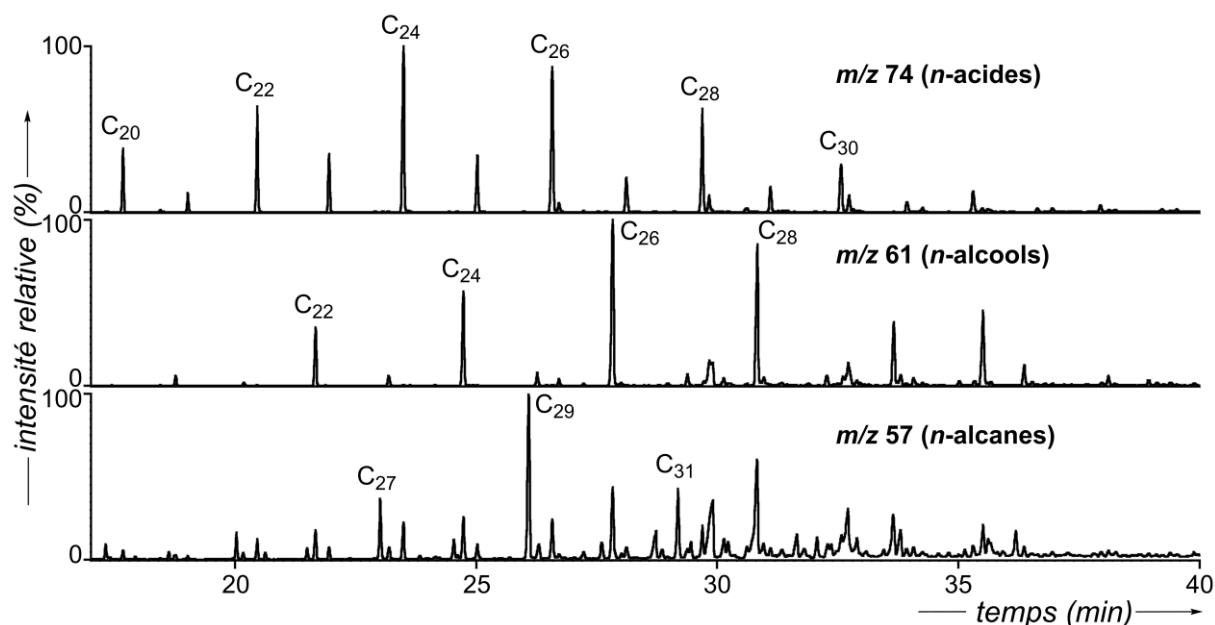 C24
100
C26
m/z 74 (n-acides)
C22
C28
C20
C30
0
100
C26
C28
m/z 61 (n-alcools)
C24
C22
0
100
C29
m/z 57 (n-alcanes)
C31
C27
0
intensité relative (%)
20 25 30 35 40
temps (min)